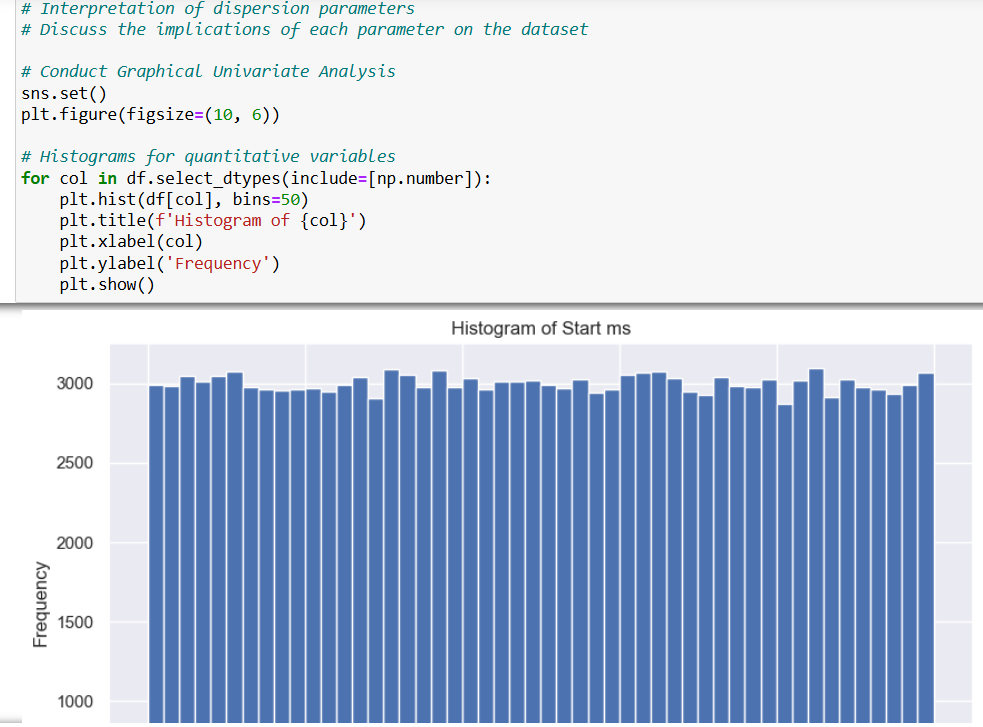 # Interpretation of dispersion parameters
# Discuss the implications of each parameter on the dataset
# Conduct Graphical Univariate Analysis
sns.set()
plt.figure(figsize=(10, 6))
# Histograms for quantitative variables
for col in df.select_dtypes(include=[np.number]):
    plt.hist(df[col], bins=50)
    plt.title(f'Histogram of {col}')
    plt.xlabel(col)
    plt.ylabel('Frequency')
    plt.show()
Histogram of Start ms
3000
2500
2000
1500
1000
Frequency